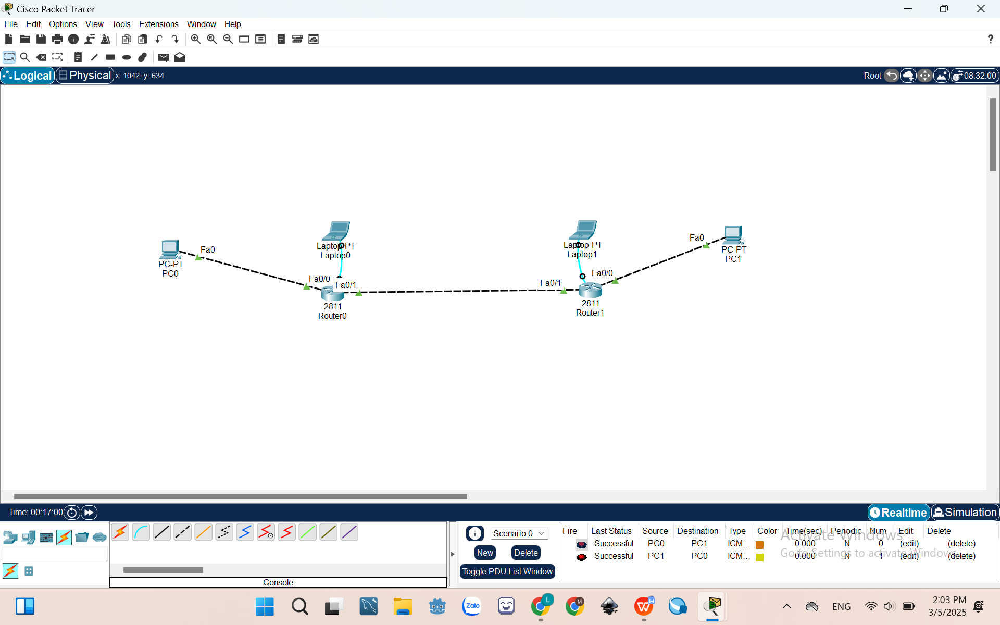 Cisco Packet Tracer
File Edit Options View Tools Extensions Window Help
?
Logical Physical x: 1042, y: 634 Root 08:32:00
Laptop-PT
Laptop0
Laptop-PT
Laptop1
Fa0
PC-PT
PC1
Fa0
PC-PT
PC0
Fa0/0
Fa0/1
Fa0/1
Fa0/0
2811
Router0
2811
Router1
Time: 00:17:00 Realtime Simulation
Scenario 0
New Delete
Toggle PDU List Window
Console
Fire Last Status Source Destination Type Color Time(sec) Periodic Num Edit Delete
Successful PC0 PC1 ICM... 0.000 N 0 (edit) (delete)
Successful PC1 PC0 ICM... 0.000 N 1 (edit) (delete)
Activate Windows
Go to Settings to activate Windows.
Zalo
L
M
W
ENG
2:03 PM
3/5/2025